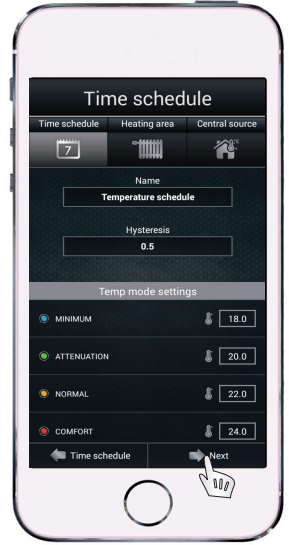 Time schedule
Time schedule Heating area Central source
7 °C
Name
Temperature schedule
Hysteresis
0.5
Temp mode settings
MINIMUM 18.0
ATTENUATION 20.0
NORMAL 22.0
COMFORT 24.0
Time schedule Next